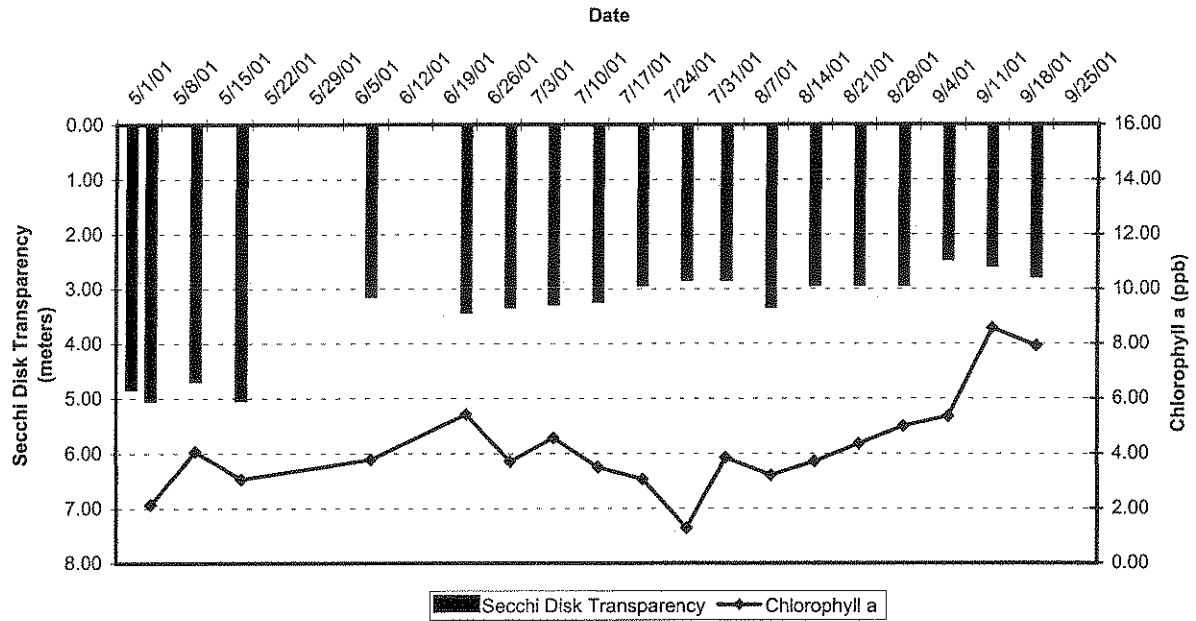 Date
5/1/01 5/8/01 5/15/01 5/22/01 5/29/01 6/5/01 6/12/01 6/19/01 6/26/01 7/3/01 7/10/01 7/17/01 7/24/01 7/31/01 8/7/01 8/14/01 8/21/01 8/28/01 9/4/01 9/11/01 9/18/01 9/25/01
0.00 16.00
1.00 14.00
2.00 12.00
3.00 10.00
4.00 8.00
5.00 6.00
6.00 4.00
7.00 2.00
8.00 0.00
Secchi Disk Transparency
(meters)
Chlorophyll a (ppb)
Secchi Disk Transparency Chlorophyll a